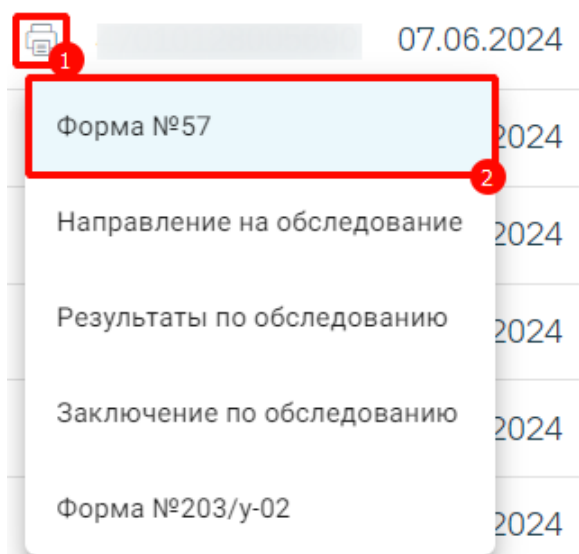 1 07.06.2024
Форма №57
2024
2
Направление на обследование
2024
Результаты по обследованию
2024
Заключение по обследованию
2024
Форма №203/у-02
2024